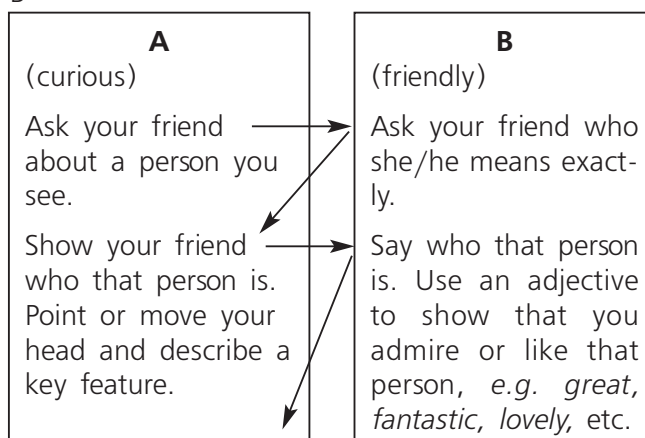 A
(curious)
Ask your friend
about a person you
see.
Show your friend
who that person is.
Point or move your
head and describe a
key feature.
B
(friendly)
Ask your friend who
she/he means exact-
ly.
Say who that person
is. Use an adjective
to show that you
admire or like that
person, e.g. great,
fantastic, lovely, etc.